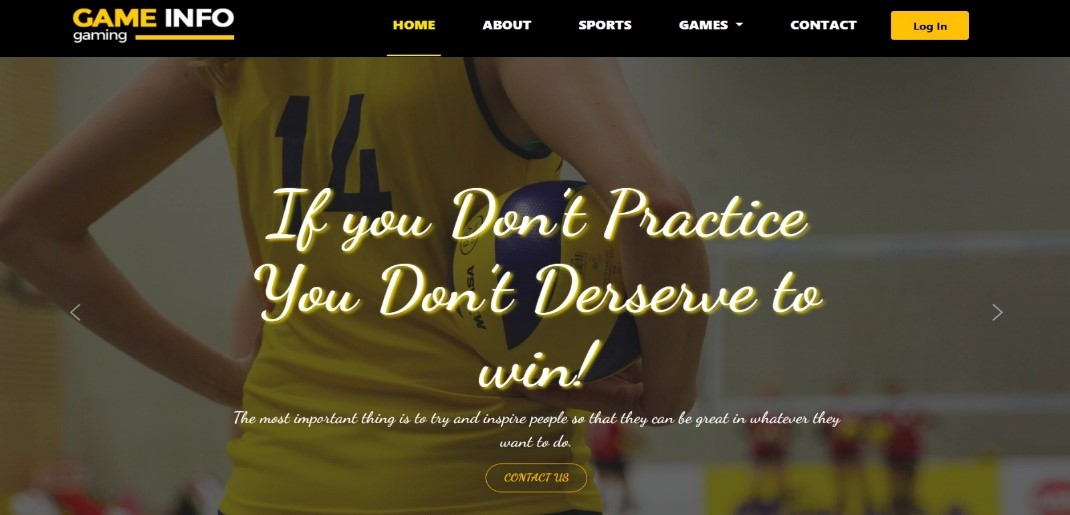 GAME INFO
gaming
HOME ABOUT SPORTS GAMES CONTACT Log In
14
If you Don't Practice
You Don't Derserve to
win!
The most important thing is to try and inspire people so that they can be great in whatever they
want to do.
CONTACT US